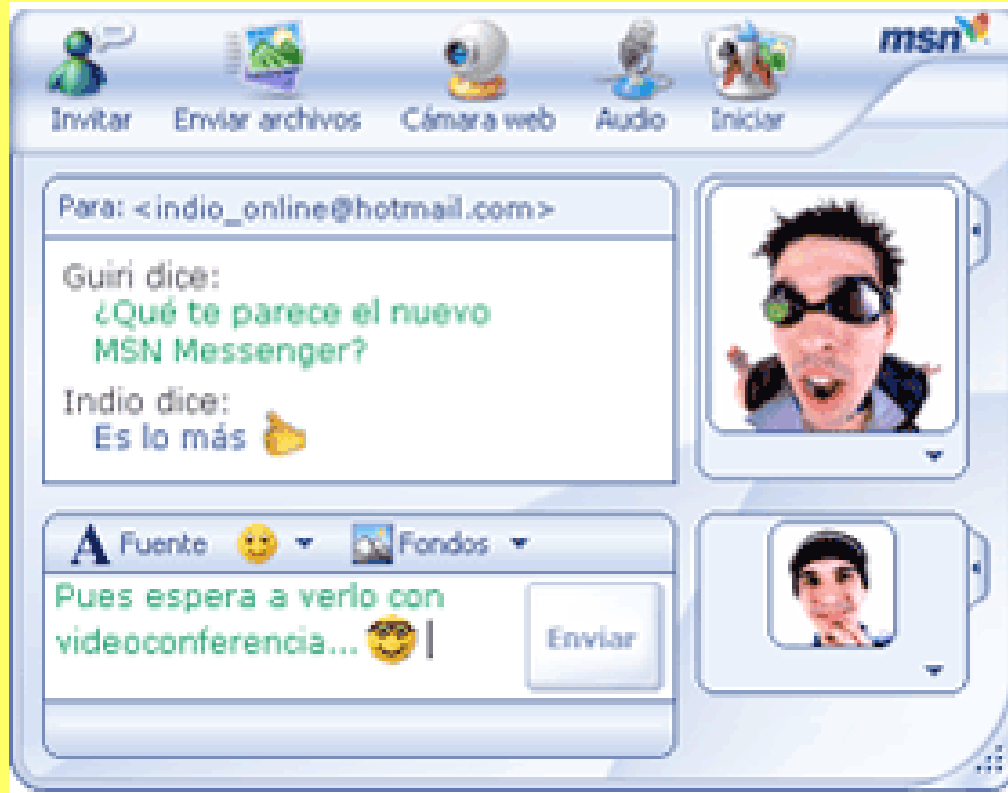 msn
Invitar Enviar archivos Cámara web Audio Iniciar
Para: <indio_online@hotmail.com>
Guiri dice:
¿Qué te parece el nuevo
MSN Messenger?
Indio dice:
Es lo más
A Fuente Fondos
Pues espera a verlo con
videoconferencia...
Enviar